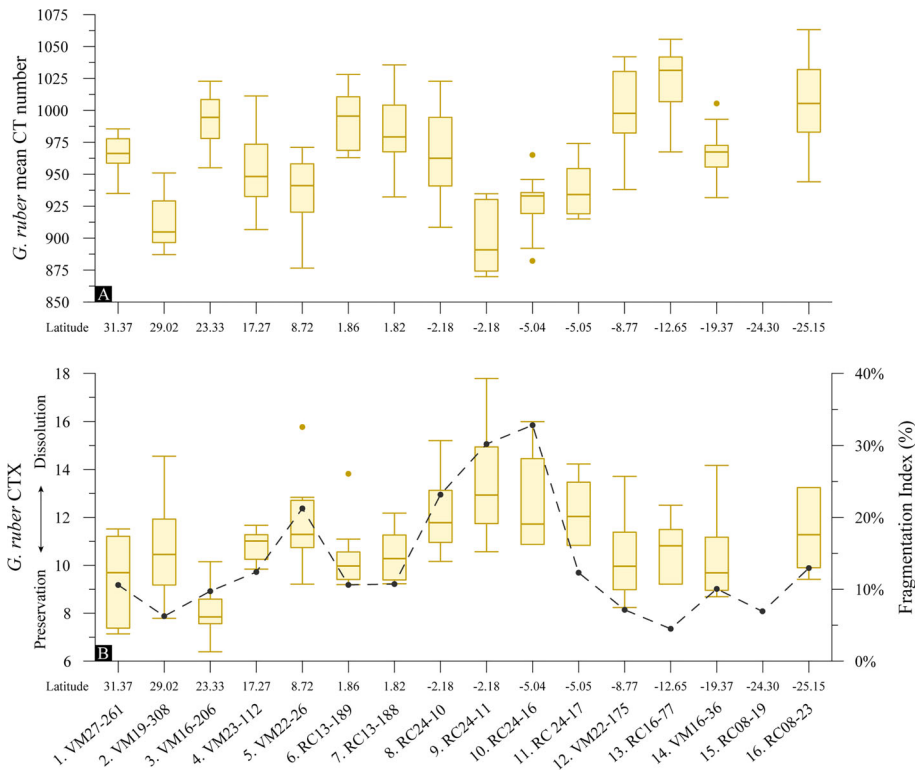 1075
1050
1025
1000
975
950
925
900
875
850
G. ruber mean CT number
A
Latitude 31.37 29.02 23.33 17.27 8.72 1.86 1.82 -2.18 -2.18 -5.04 -5.05 -8.77 -12.65 -19.37 -24.30 -25.15
18
16
14
12
10
8
6
G. ruber CTX
Preservation
Dissolution
B
40%
30%
20%
10%
0%
Fragmentation Index (%)
Latitude 31.37 29.02 23.33 17.27 8.72 1.86 1.82 -2.18 -2.18 -5.04 -5.05 -8.77 -12.65 -19.37 -24.30 -25.15
1. VM27-261
2. VM19-308
3. VM16-206
4. VM23-112
5. VM22-26
6. RC13-189
7. RC13-188
8. RC24-10
9. RC24-11
10. RC24-16
11. RC 24-17
12. VM22-175
13. RC16-77
14. VM16-36
15. RC08-19
16. RC08-23